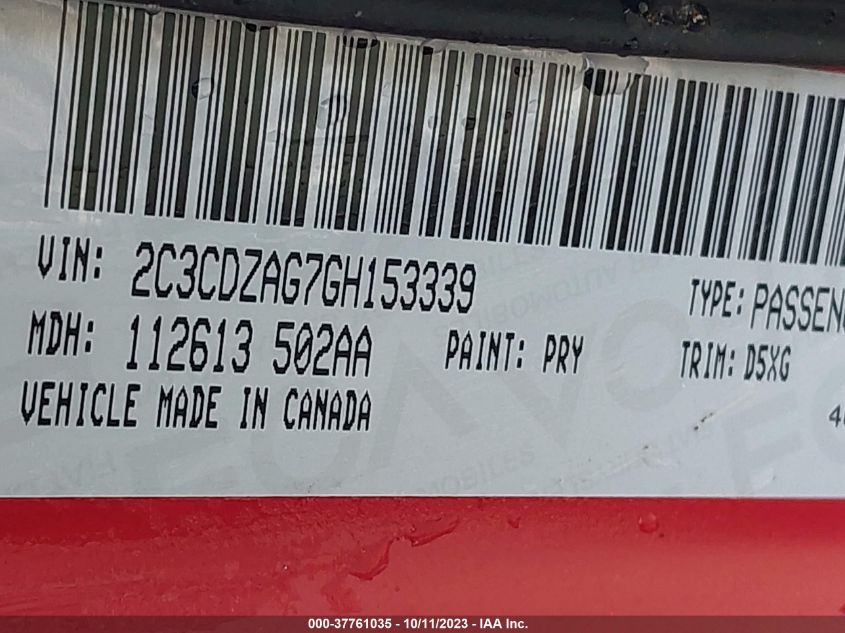 VIN: 2C3CDZAG7GH153339 TYPE: PASSEN
MDH: 112613 502AA PAINT: PRY TRIM: D5XG
VEHICLE MADE IN CANADA
000-37761035 - 10/11/2023 - IAA Inc.